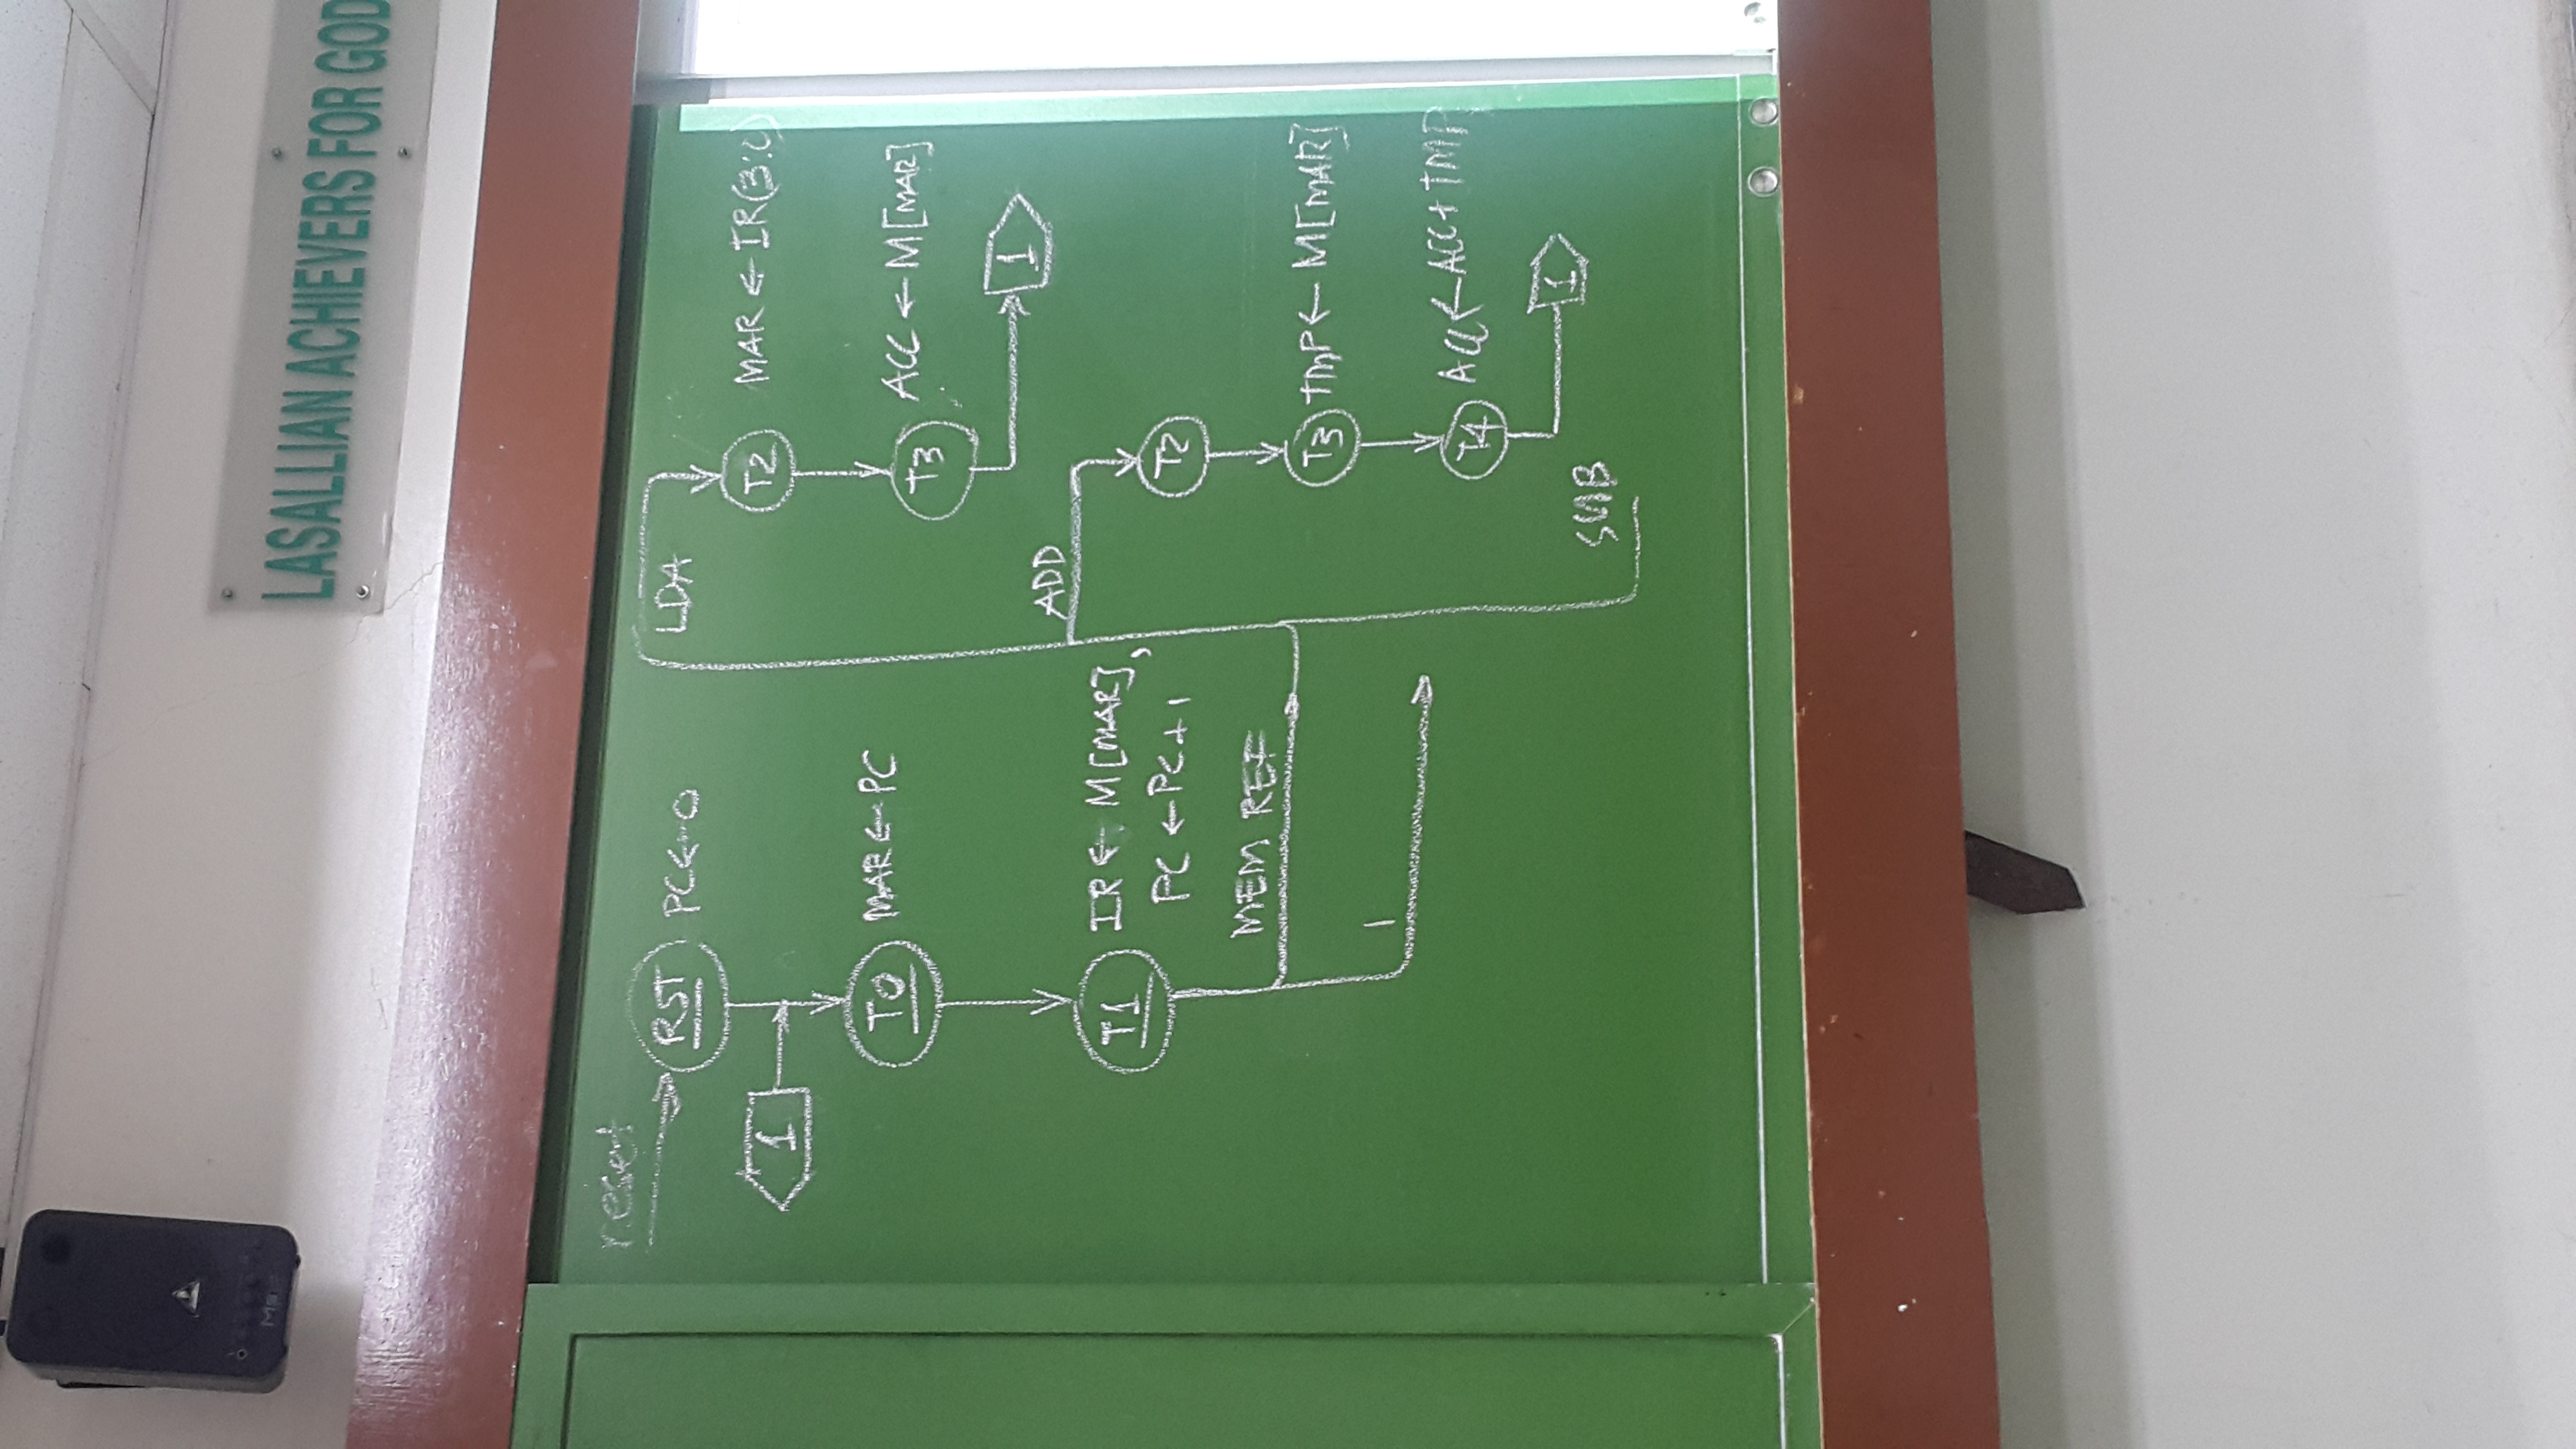 LASALLIAN ACHIEVERS FOR GOD
reset
RST PC←0
1
T0 MAR←PC
T1 IR← M[MAR],
PC←PC+1
MEM REF
1
LDA
T2 MAR ← IR(3:0)
T3 ACC ← M[MAR]
1
ADD
T2
T3 TMP← M[MAR]
T4 ACC←ACC+TMP
1
SUB